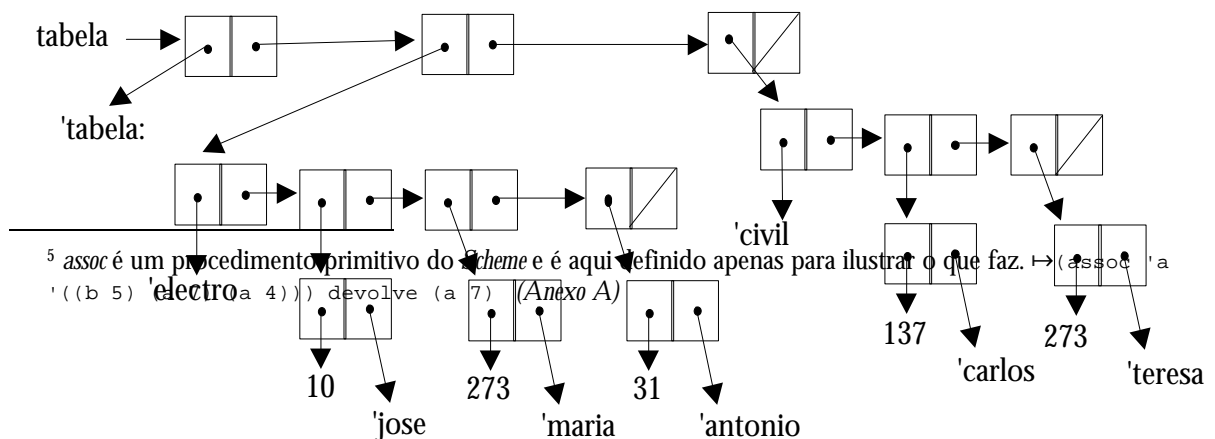 tabela
'tabela:
'civil
5 assoc é um procedimento primitivo do Scheme e é aqui definido apenas para ilustrar o que faz. ↦(assoc 'a
'((b 5) (a 7) (a 4))) devolve (a 7) (Anexo A)
'electro
137
273
'carlos
'teresa
10
273
31
'jose
'maria
'antonio